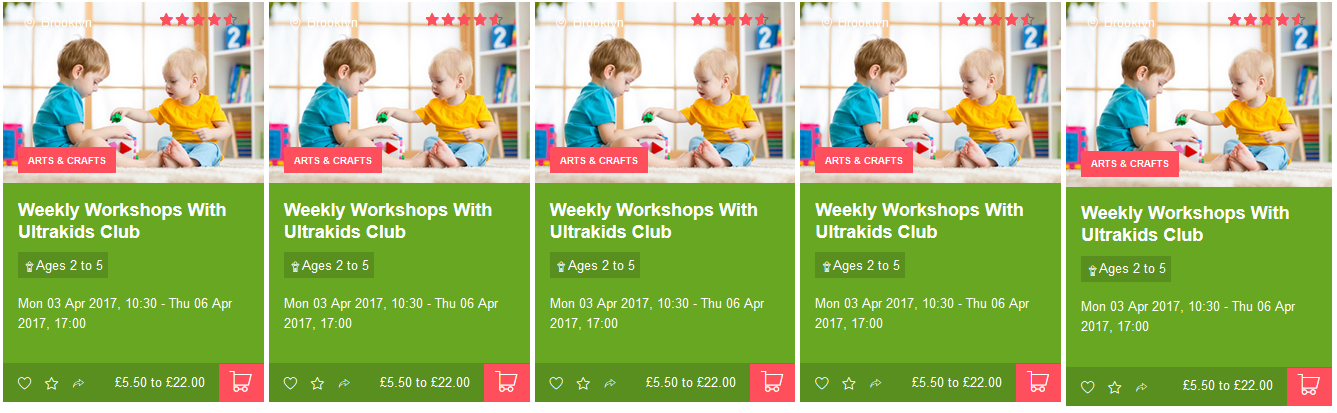 Brooklyn
2
ARTS & CRAFTS
Weekly Workshops With
Ultrakids Club
Ages 2 to 5
Mon 03 Apr 2017, 10:30 - Thu 06 Apr
2017, 17:00
£5.50 to £22.00
Brooklyn
2
ARTS & CRAFTS
Weekly Workshops With
Ultrakids Club
Ages 2 to 5
Mon 03 Apr 2017, 10:30 - Thu 06 Apr
2017, 17:00
£5.50 to £22.00
Brooklyn
2
ARTS & CRAFTS
Weekly Workshops With
Ultrakids Club
Ages 2 to 5
Mon 03 Apr 2017, 10:30 - Thu 06 Apr
2017, 17:00
£5.50 to £22.00
Brooklyn
2
ARTS & CRAFTS
Weekly Workshops With
Ultrakids Club
Ages 2 to 5
Mon 03 Apr 2017, 10:30 - Thu 06 Apr
2017, 17:00
£5.50 to £22.00
Brooklyn
2
ARTS & CRAFTS
Weekly Workshops With
Ultrakids Club
Ages 2 to 5
Mon 03 Apr 2017, 10:30 - Thu 06 Apr
2017, 17:00
£5.50 to £22.00